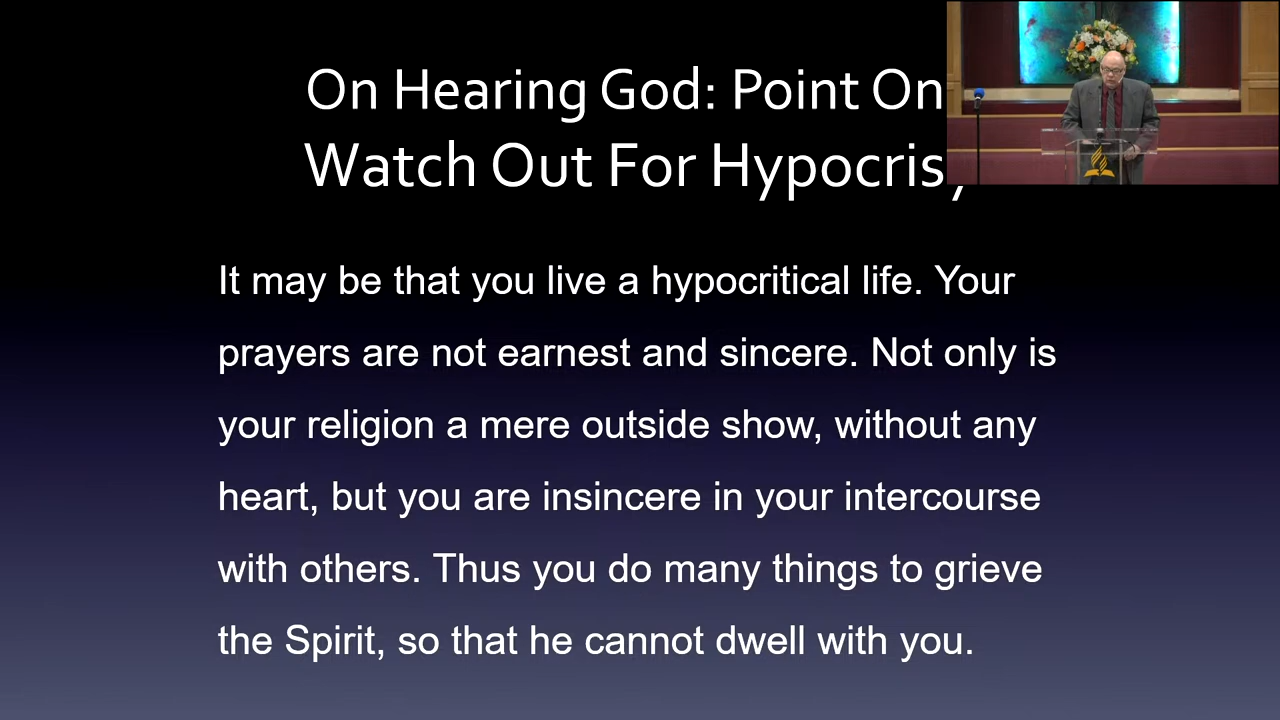 On Hearing God: Point On
Watch Out For Hypocrisy
It may be that you live a hypocritical life. Your
prayers are not earnest and sincere. Not only is
your religion a mere outside show, without any
heart, but you are insincere in your intercourse
with others. Thus you do many things to grieve
the Spirit, so that he cannot dwell with you.